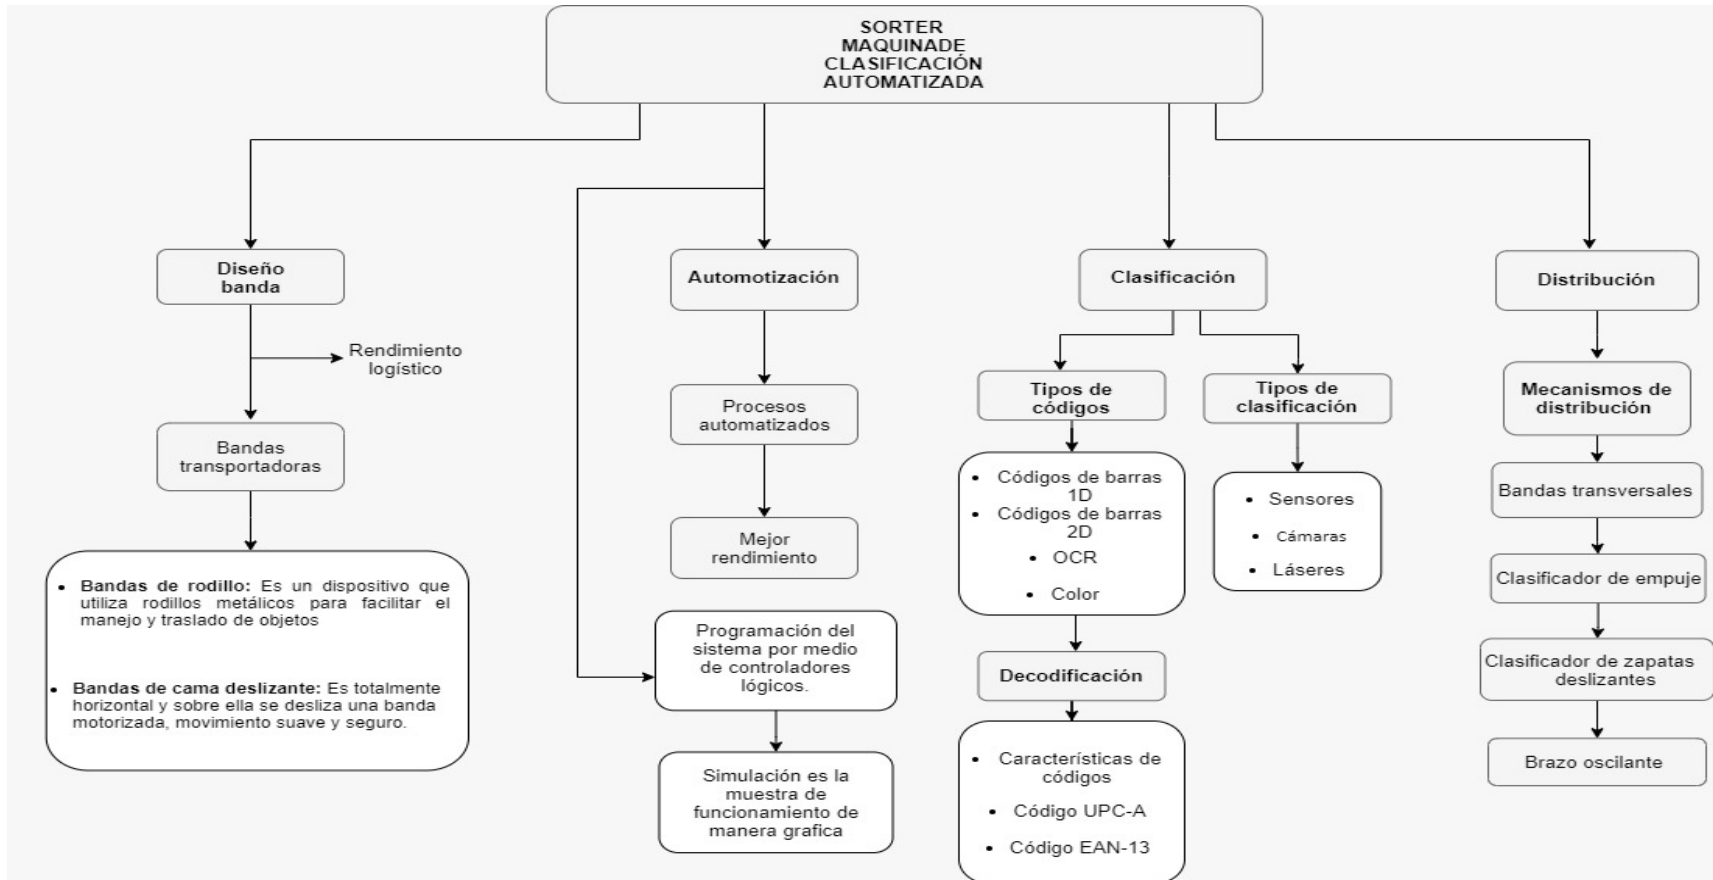 SORTER
MAQUINADE
CLASIFICACIÓN
AUTOMATIZADA
Diseño
banda
Rendimiento
logístico
Bandas
transportadoras
• Bandas de rodillo: Es un dispositivo que
utiliza rodillos metálicos para facilitar el
manejo y traslado de objetos
• Bandas de cama deslizante: Es totalmente
horizontal y sobre ella se desliza una banda
motorizada, movimiento suave y seguro.
Automotización
Procesos
automatizados
Mejor
rendimiento
Programación del
sistema por medio
de controladores
lógicos.
Simulación es la
muestra de
funcionamiento de
manera grafica
Clasificación
Tipos de
códigos
• Códigos de barras
1D
• Códigos de barras
2D
• OCR
• Color
Decodificación
• Características de
códigos
• Código UPC-A
• Código EAN-13
Tipos de
clasificación
• Sensores
• Cámaras
• Láseres
Distribución
Mecanismos de
distribución
Bandas transversales
Clasificador de empuje
Clasificador de zapatas
deslizantes
Brazo oscilante